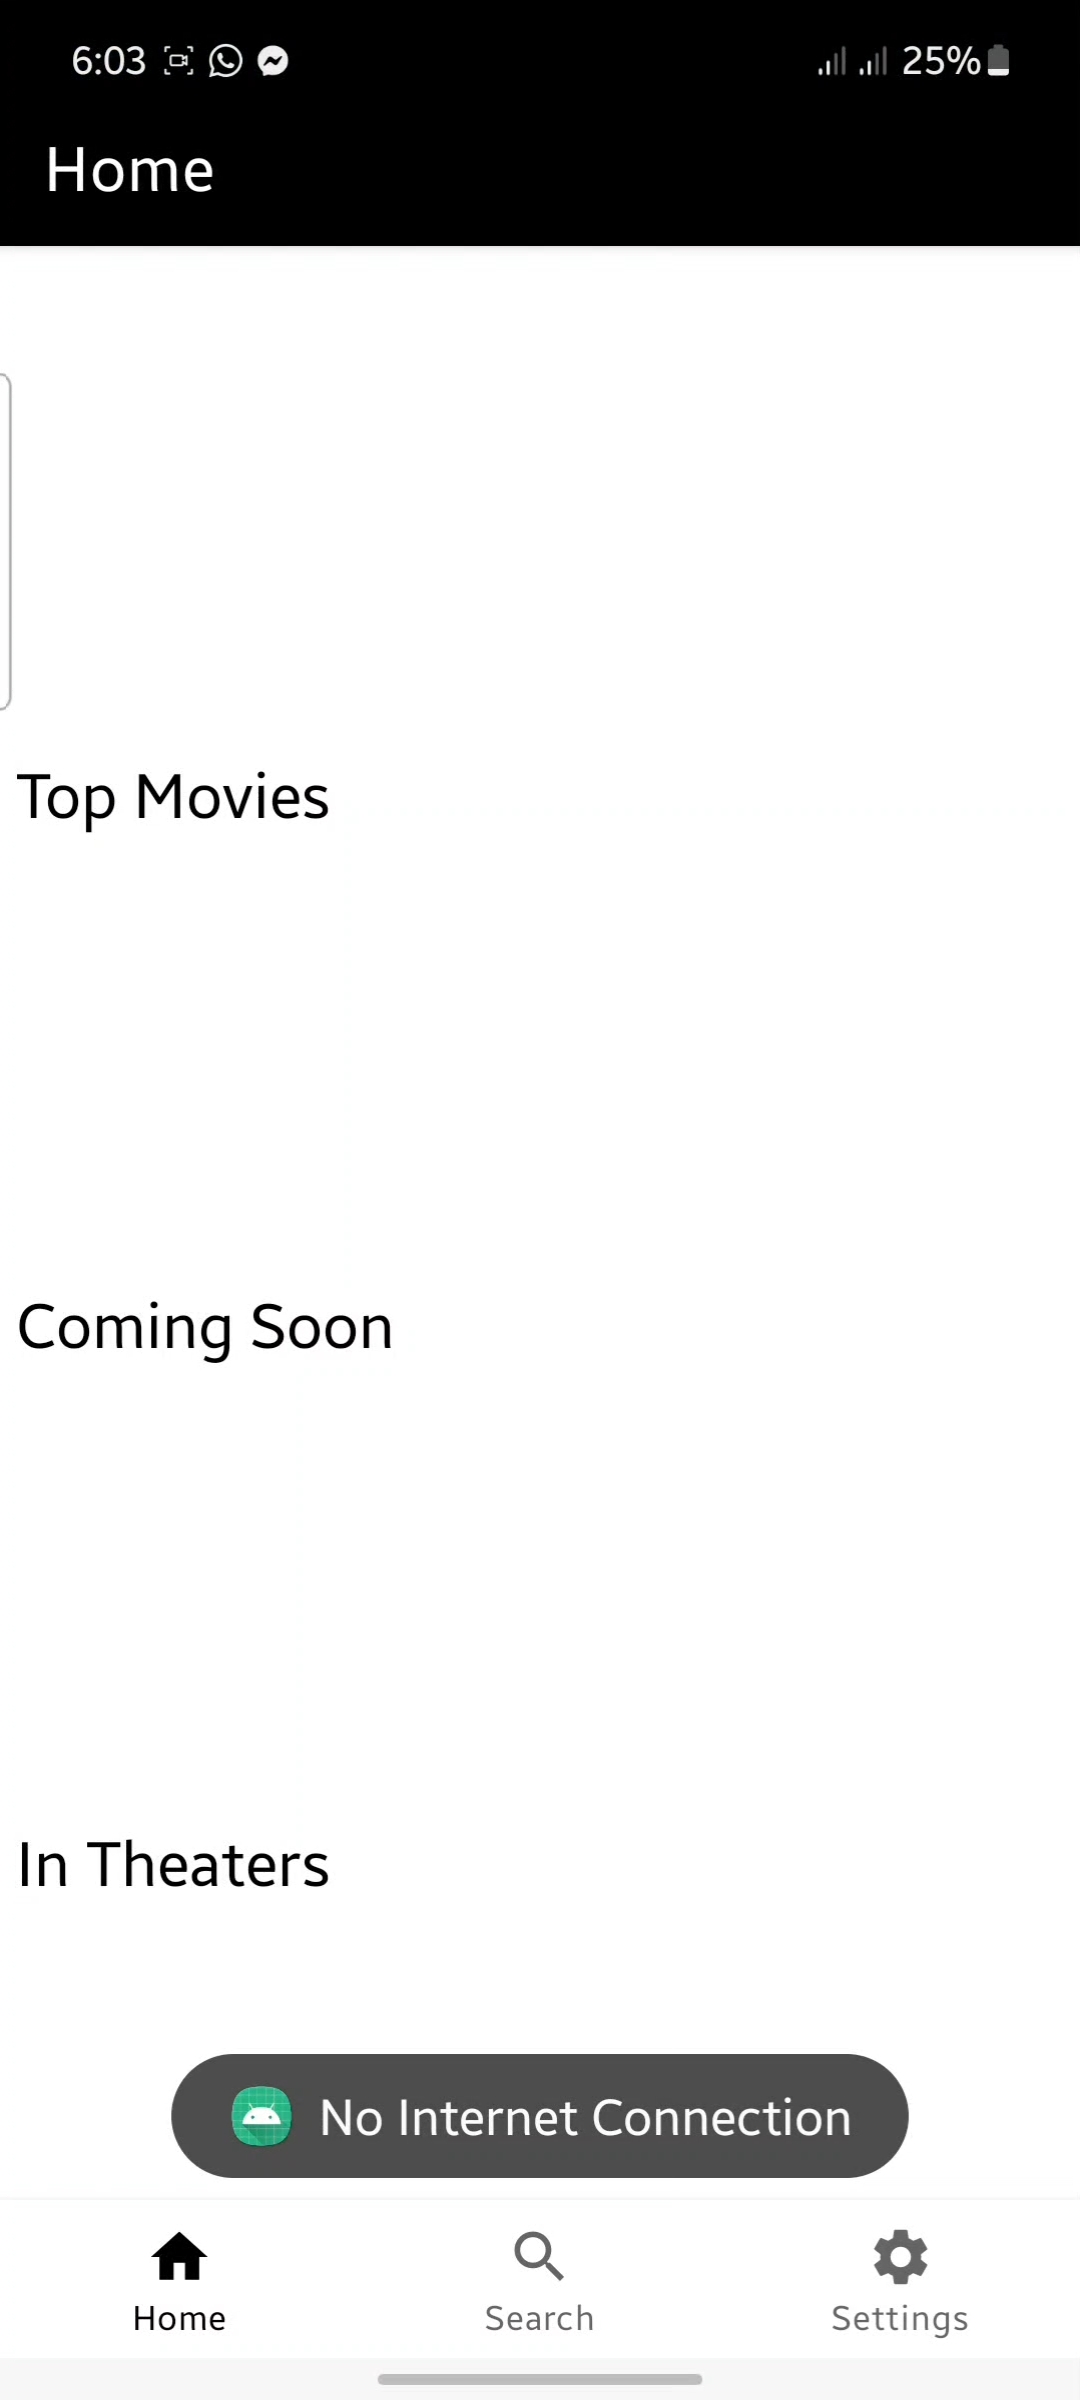 6:03 25%
Home
Top Movies
Coming Soon
In Theaters
No Internet Connection
Home Search Settings